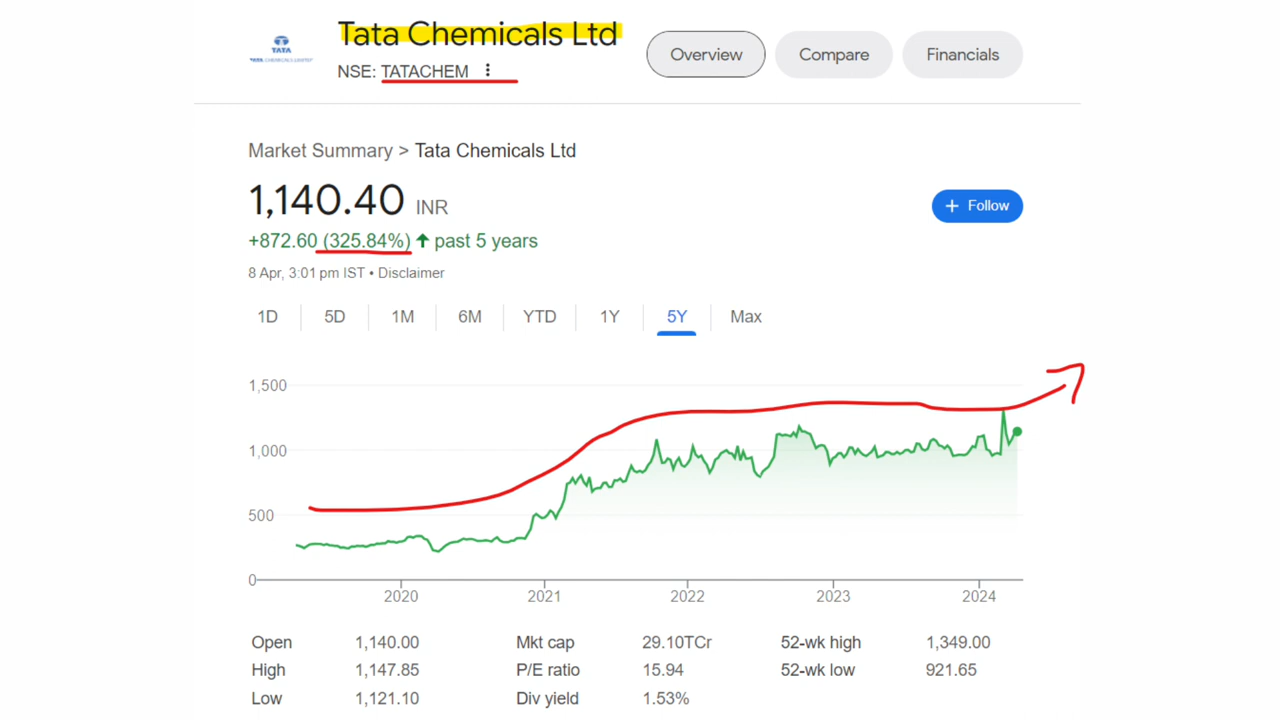 Tata Chemicals Ltd
TATA
TATA CHEMICALS LIMITED
NSE: TATACHEM
Overview
Compare
Financials
Market Summary > Tata Chemicals Ltd
1,140.40 INR
+ Follow
+872.60 (325.84%) ↑ past 5 years
8 Apr, 3:01 pm IST • Disclaimer
1D 5D 1M 6M YTD 1Y 5Y Max
1,500
1,000
500
0
2020 2021 2022 2023 2024
Open 1,140.00 Mkt cap 29.10TCr 52-wk high 1,349.00
High 1,147.85 P/E ratio 15.94 52-wk low 921.65
Low 1,121.10 Div yield 1.53%